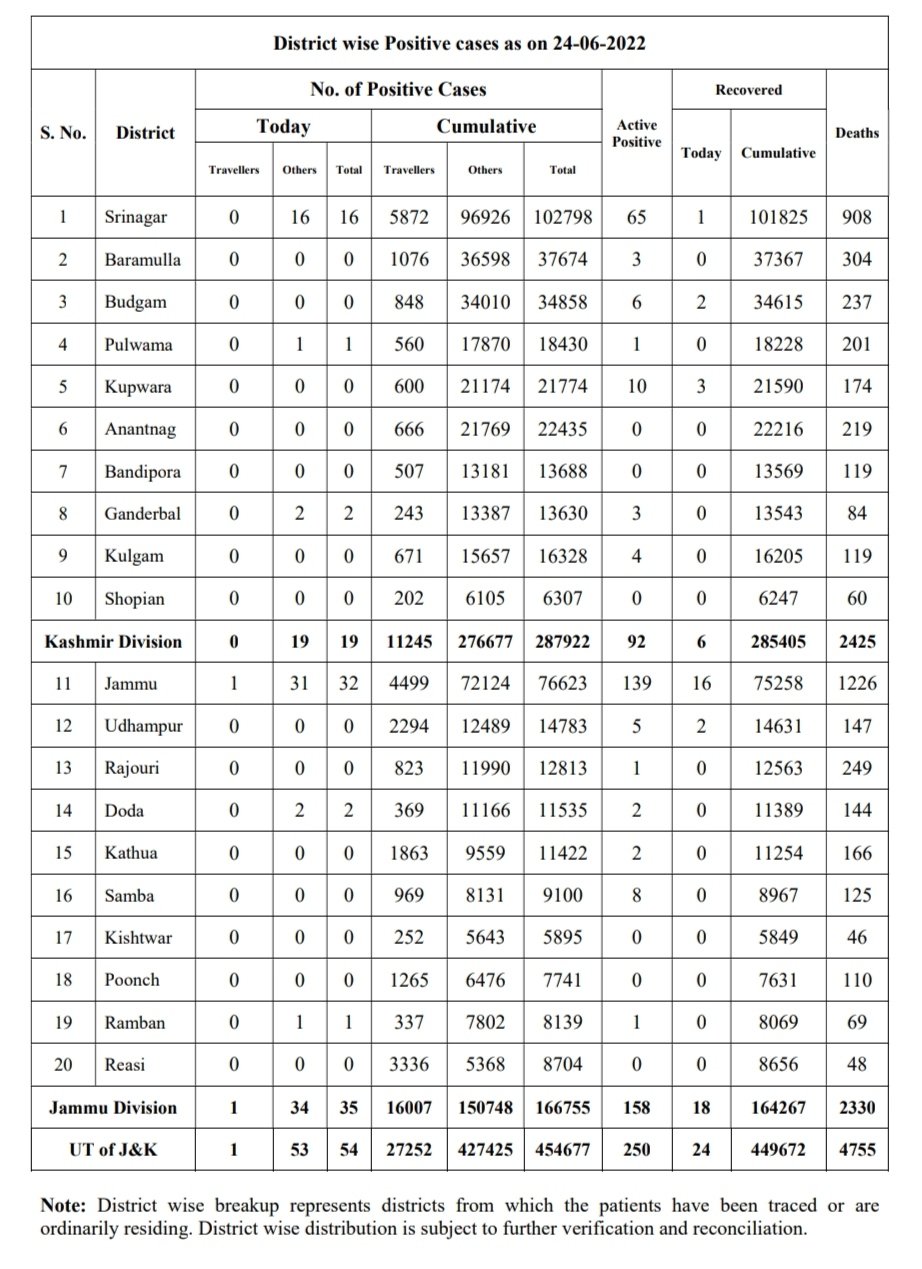 District wise Positive cases as on 24-06-2022
S. No. District No. of Positive Cases Active Positive Recovered Deaths
Today Cumulative Today Cumulative
Travellers Others Total Travellers Others Total
1 Srinagar 0 16 16 5872 96926 102798 65 1 101825 908
2 Baramulla 0 0 0 1076 36598 37674 3 0 37367 304
3 Budgam 0 0 0 848 34010 34858 6 2 34615 237
4 Pulwama 0 1 1 560 17870 18430 1 0 18228 201
5 Kupwara 0 0 0 600 21174 21774 10 3 21590 174
6 Anantnag 0 0 0 666 21769 22435 0 0 22216 219
7 Bandipora 0 0 0 507 13181 13688 0 0 13569 119
8 Ganderbal 0 2 2 243 13387 13630 3 0 13543 84
9 Kulgam 0 0 0 671 15657 16328 4 0 16205 119
10 Shopian 0 0 0 202 6105 6307 0 0 6247 60
Kashmir Division 0 19 19 11245 276677 287922 92 6 285405 2425
11 Jammu 1 31 32 4499 72124 76623 139 16 75258 1226
12 Udhampur 0 0 0 2294 12489 14783 5 2 14631 147
13 Rajouri 0 0 0 823 11990 12813 1 0 12563 249
14 Doda 0 2 2 369 11166 11535 2 0 11389 144
15 Kathua 0 0 0 1863 9559 11422 2 0 11254 166
16 Samba 0 0 0 969 8131 9100 8 0 8967 125
17 Kishtwar 0 0 0 252 5643 5895 0 0 5849 46
18 Poonch 0 0 0 1265 6476 7741 0 0 7631 110
19 Ramban 0 1 1 337 7802 8139 1 0 8069 69
20 Reasi 0 0 0 3336 5368 8704 0 0 8656 48
Jammu Division 1 34 35 16007 150748 166755 158 18 164267 2330
UT of J&K 1 53 54 27252 427425 454677 250 24 449672 4755
Note: District wise breakup represents districts from which the patients have been traced or are
ordinarily residing. District wise distribution is subject to further verification and reconciliation.